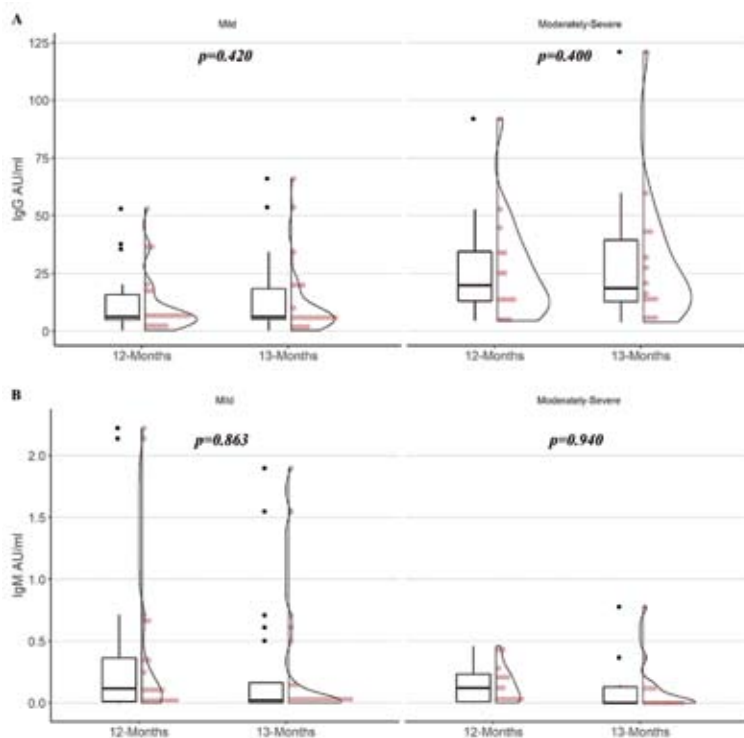 A
Mild
Moderately-Severe
p=0.420
p=0.400
IgG AU/ml
125
100
75
50
25
0
12-Months
13-Months
12-Months
13-Months
B
Mild
Moderately-Severe
p=0.863
p=0.940
IgM AU/ml
2.0
1.5
1.0
0.5
0.0
12-Months
13-Months
12-Months
13-Months